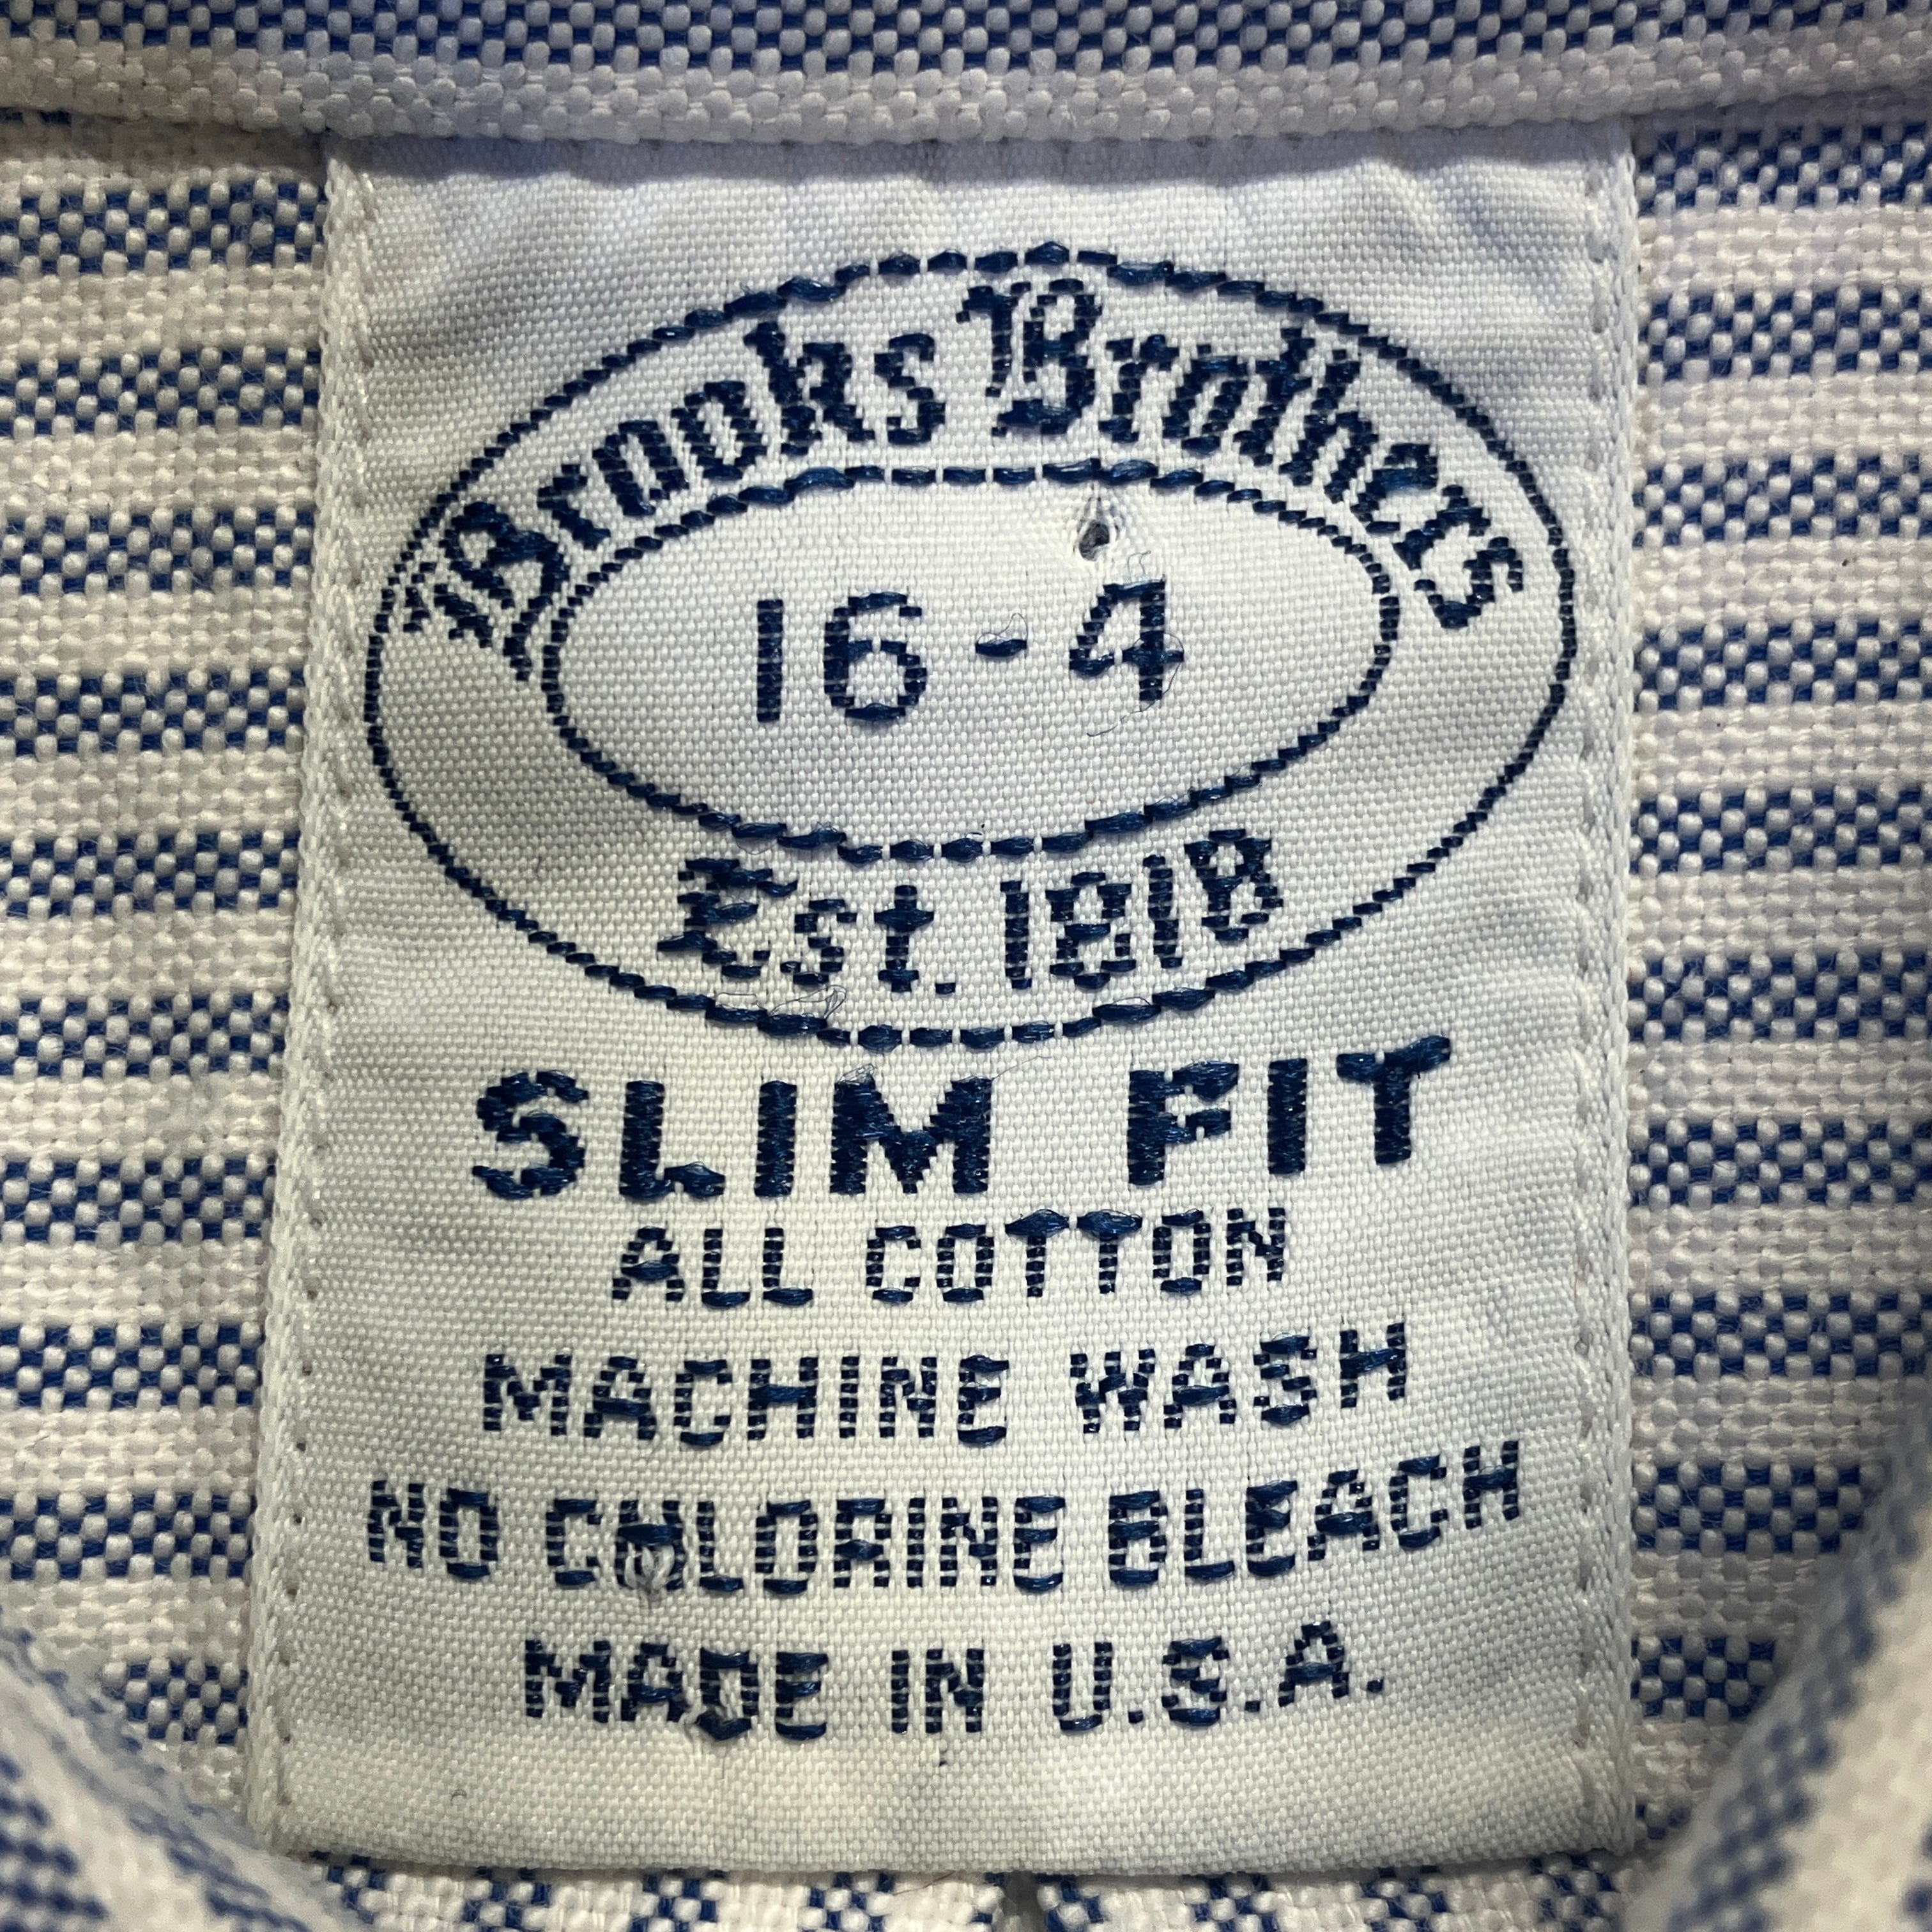 Brooks Brothers
16-4
Est. 1818
SLIM FIT
ALL COTTON
MACHINE WASH
NO CHLORINE BLEACH
MADE IN U.S.A.